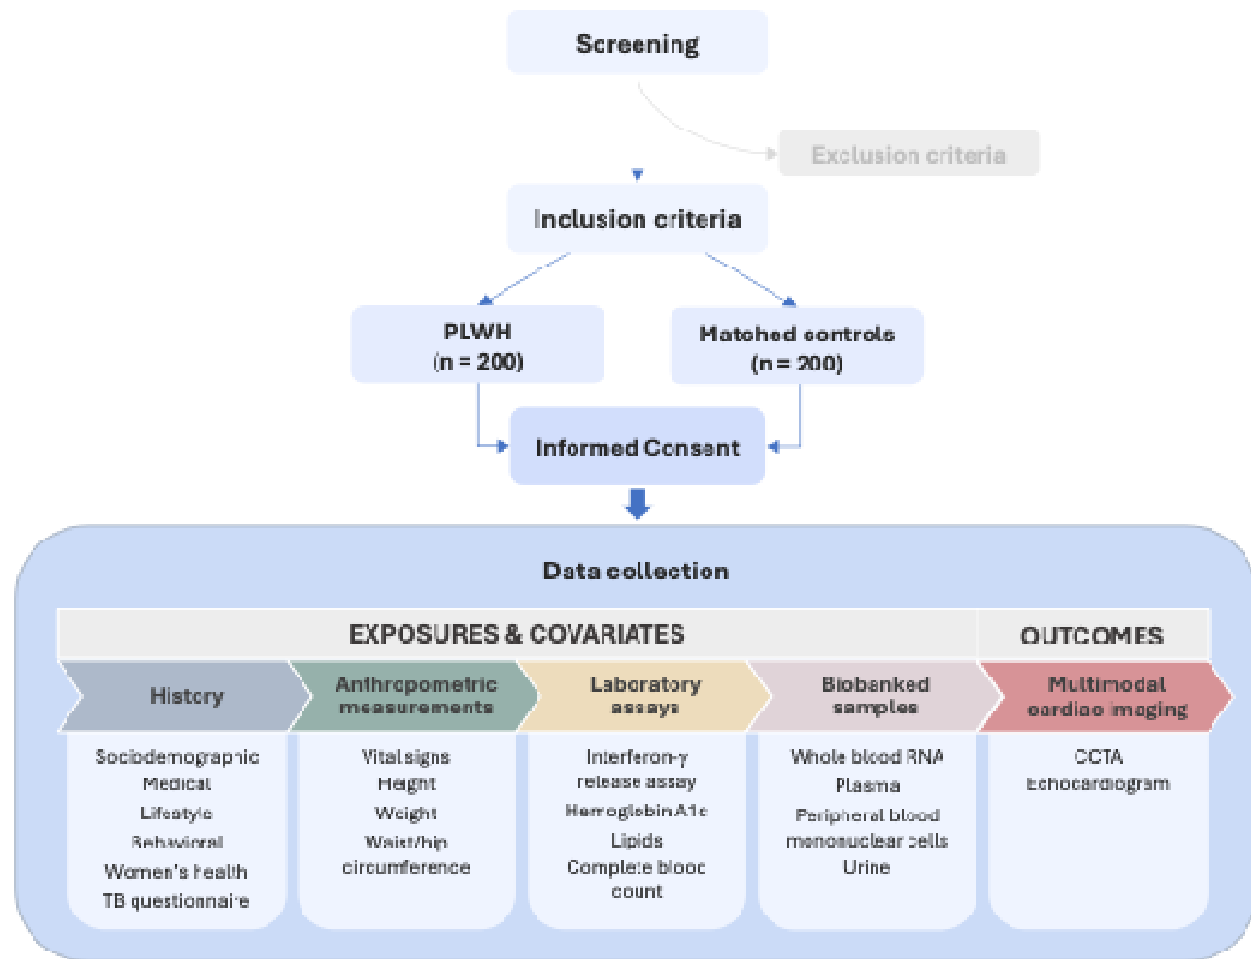 Screening
Exclusion criteria
Inclusion criteria
PLWH
(n = 200)
Matched controls
(n = 200)
Informed Consent
Data collection
EXPOSURES & COVARIATES
OUTCOMES
History
Anthropometric
measurements
Laboratory
assays
Biobanked
samples
Multimodal
cardiac imaging
Sociodemographic
Medical
Lifestyle
Behavioral
Women's health
TB questionnaire
Vital signs
Height
Weight
Waist/hip
circumference
Interferon-γ
release assay
Hemoglobin A1c
Lipids
Complete blood
count
Whole blood RNA
Plasma
Peripheral blood
mononuclear cells
Urine
CCTA
Echocardiogram